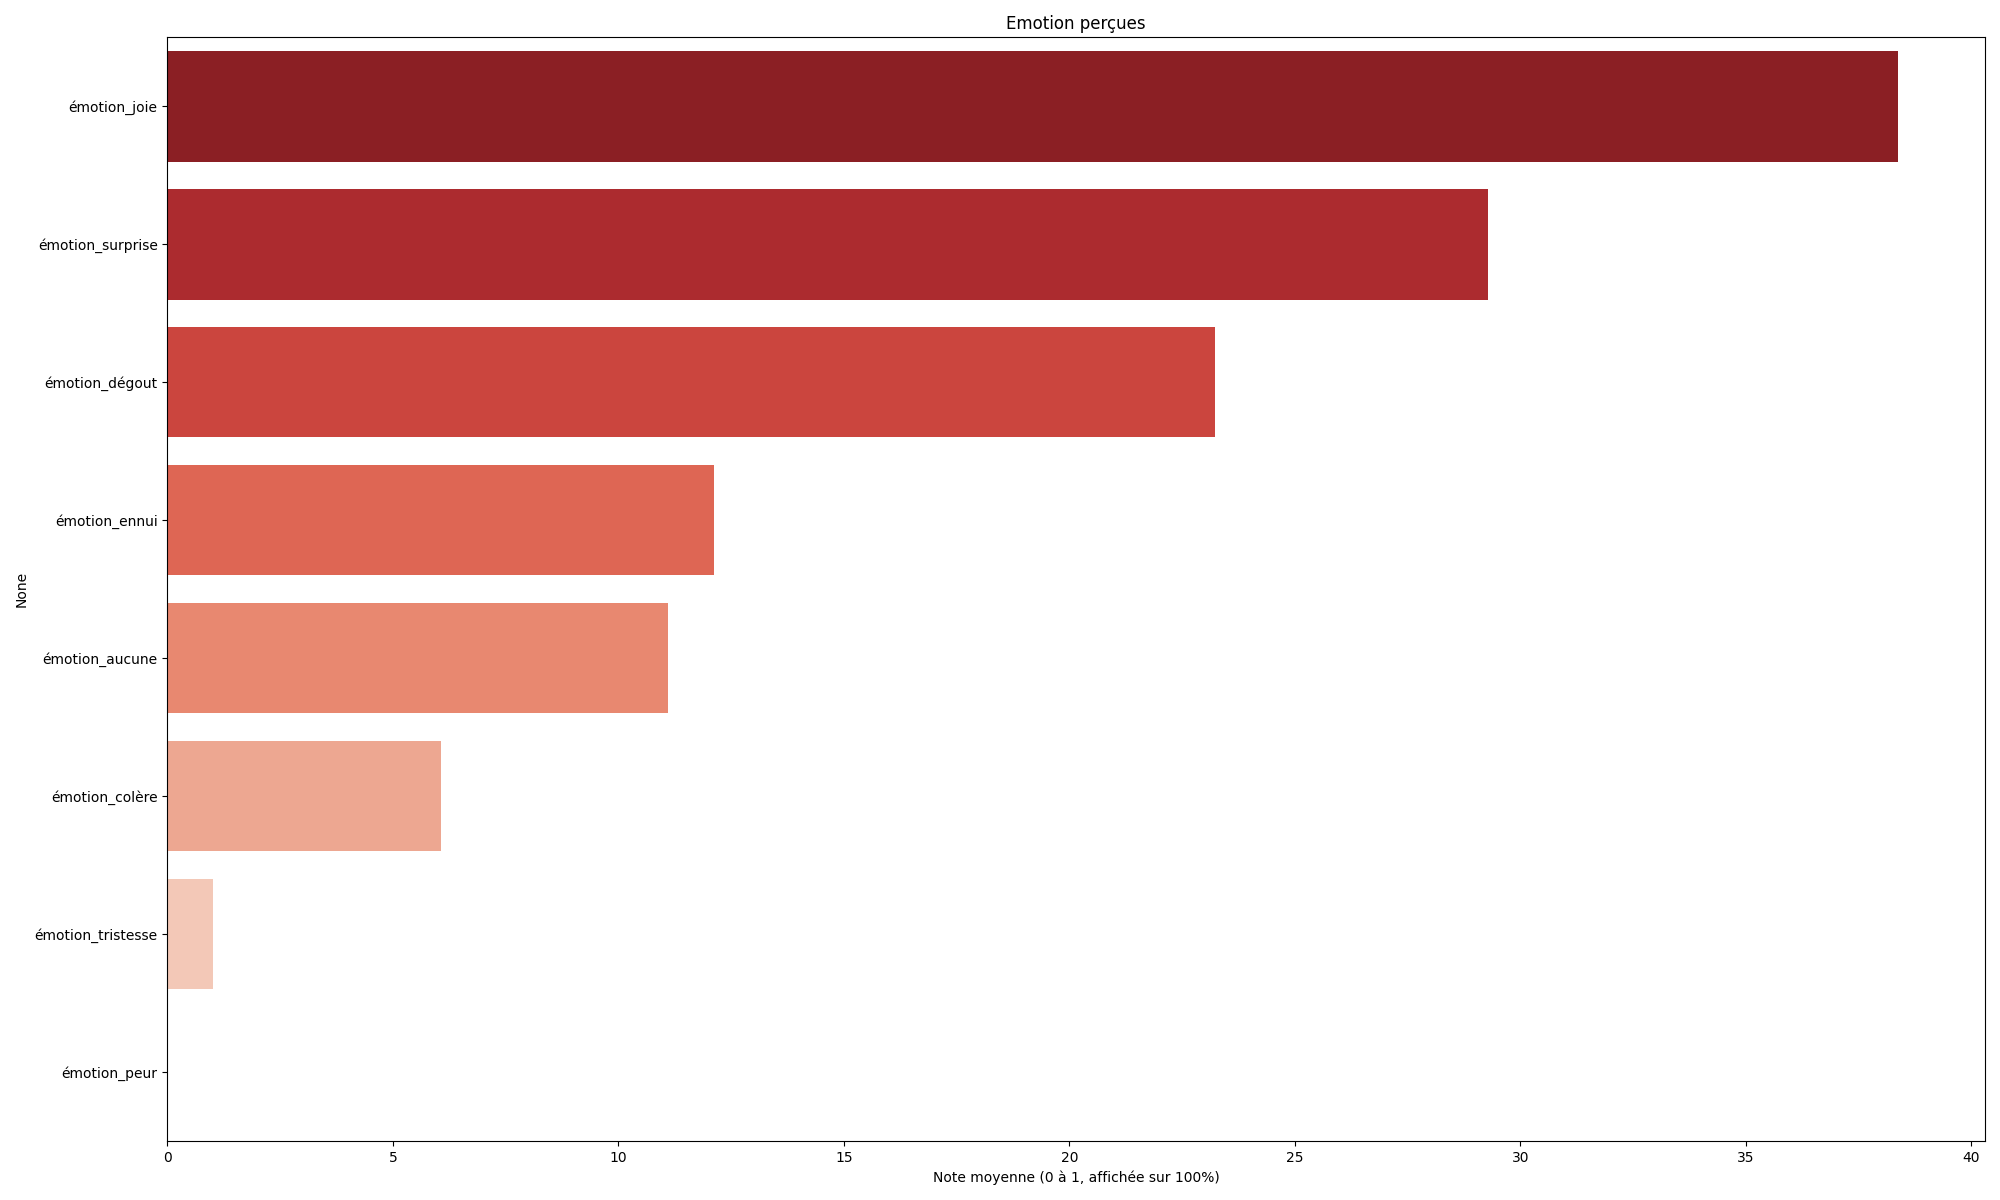 Emotion perçues
émotion_joie
émotion_surprise
émotion_dégout
émotion_ennui
émotion_aucune
émotion_colère
émotion_tristesse
émotion_peur
None
0 5 10 15 20 25 30 35 40
Note moyenne (0 à 1, affichée sur 100%)